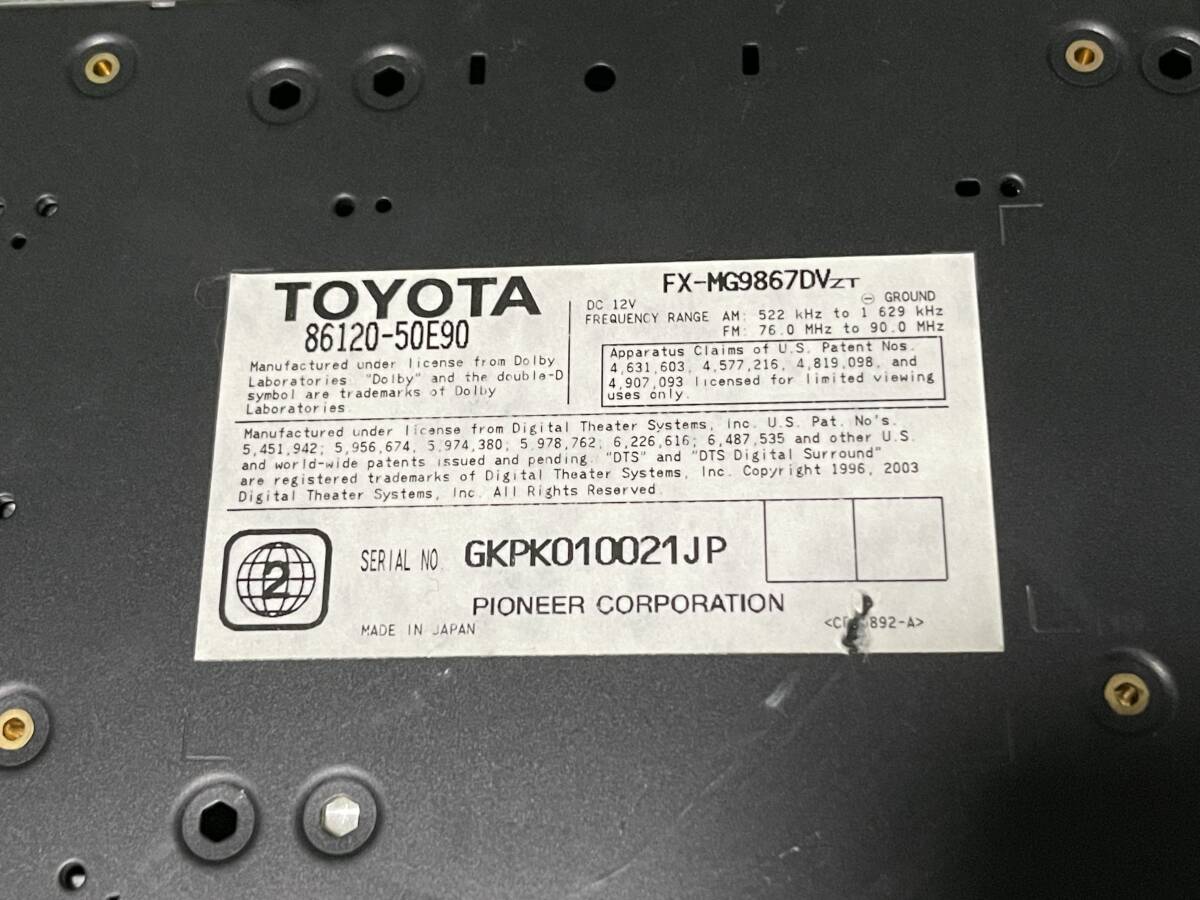 TOYOTA
86120-50E90
Manufactured under license from Dolby
Laboratories. "Dolby" and the double-D
symbol are trademarks of Dolby
Laboratories.
FX-MG9867DVZT
DC 12V
⊖ GROUND
FREQUENCY RANGE AM: 522 kHz to 1 629 kHz
FM: 76.0 MHz to 90.0 MHz
Apparatus Claims of U.S. Patent Nos.
4,631,603, 4,577,216, 4,819,098, and
4,907,093 licensed for limited viewing
uses only.
Manufactured under license from Digital Theater Systems, Inc. U.S. Pat. No's.
5,451,942; 5,956,674; 5,974,380; 5,978,762; 6,226,616; 6,487,535 and other U.S.
and world-wide patents issued and pending. "DTS" and "DTS Digital Surround"
are registered trademarks of Digital Theater Systems, Inc. Copyright 1996, 2003
Digital Theater Systems, Inc. All Rights Reserved.
2
SERIAL NO. GKPK010021JP
PIONEER CORPORATION
MADE IN JAPAN
892-A>